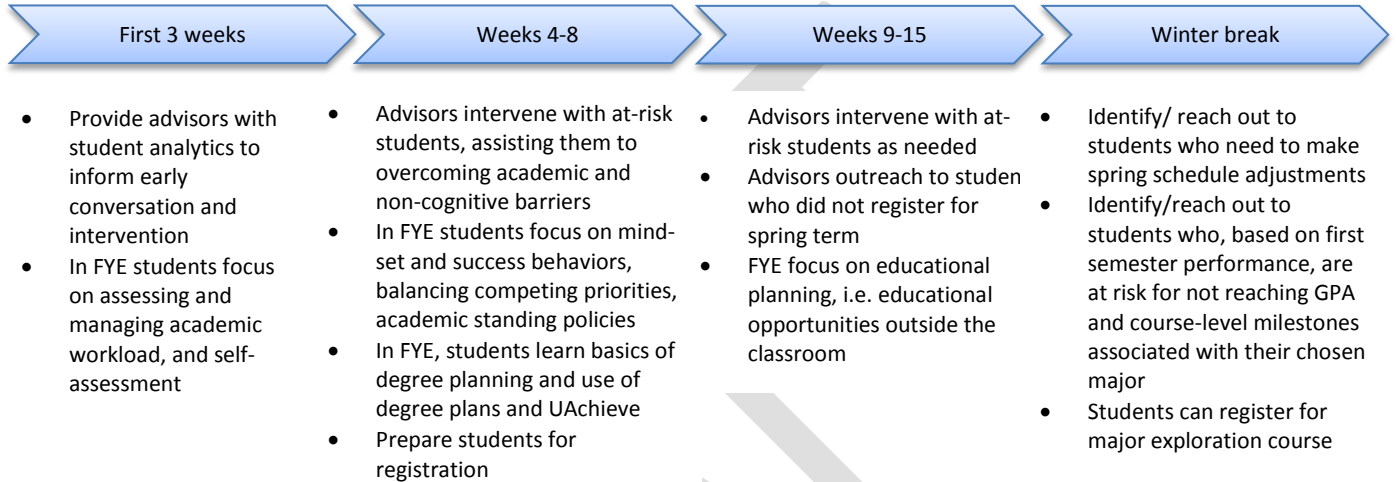 First 3 weeks
Weeks 4-8
Weeks 9-15
Winter break
• Provide advisors with
student analytics to
inform early
conversation and
intervention
• In FYE students focus
on assessing and
managing academic
workload, and self-
assessment
• Advisors intervene with at-risk
students, assisting them to
overcoming academic and
non-cognitive barriers
• In FYE students focus on mind-
set and success behaviors,
balancing competing priorities,
academic standing policies
• In FYE, students learn basics of
degree planning and use of
degree plans and UAchieve
• Prepare students for
registration
• Advisors intervene with at-
risk students as needed
• Advisors outreach to studen
who did not register for
spring term
• FYE focus on educational
planning, i.e. educational
opportunities outside the
classroom
• Identify/ reach out to
students who need to make
spring schedule adjustments
• Identify/reach out to
students who, based on first
semester performance, are
at risk for not reaching GPA
and course-level milestones
associated with their chosen
major
• Students can register for
major exploration course